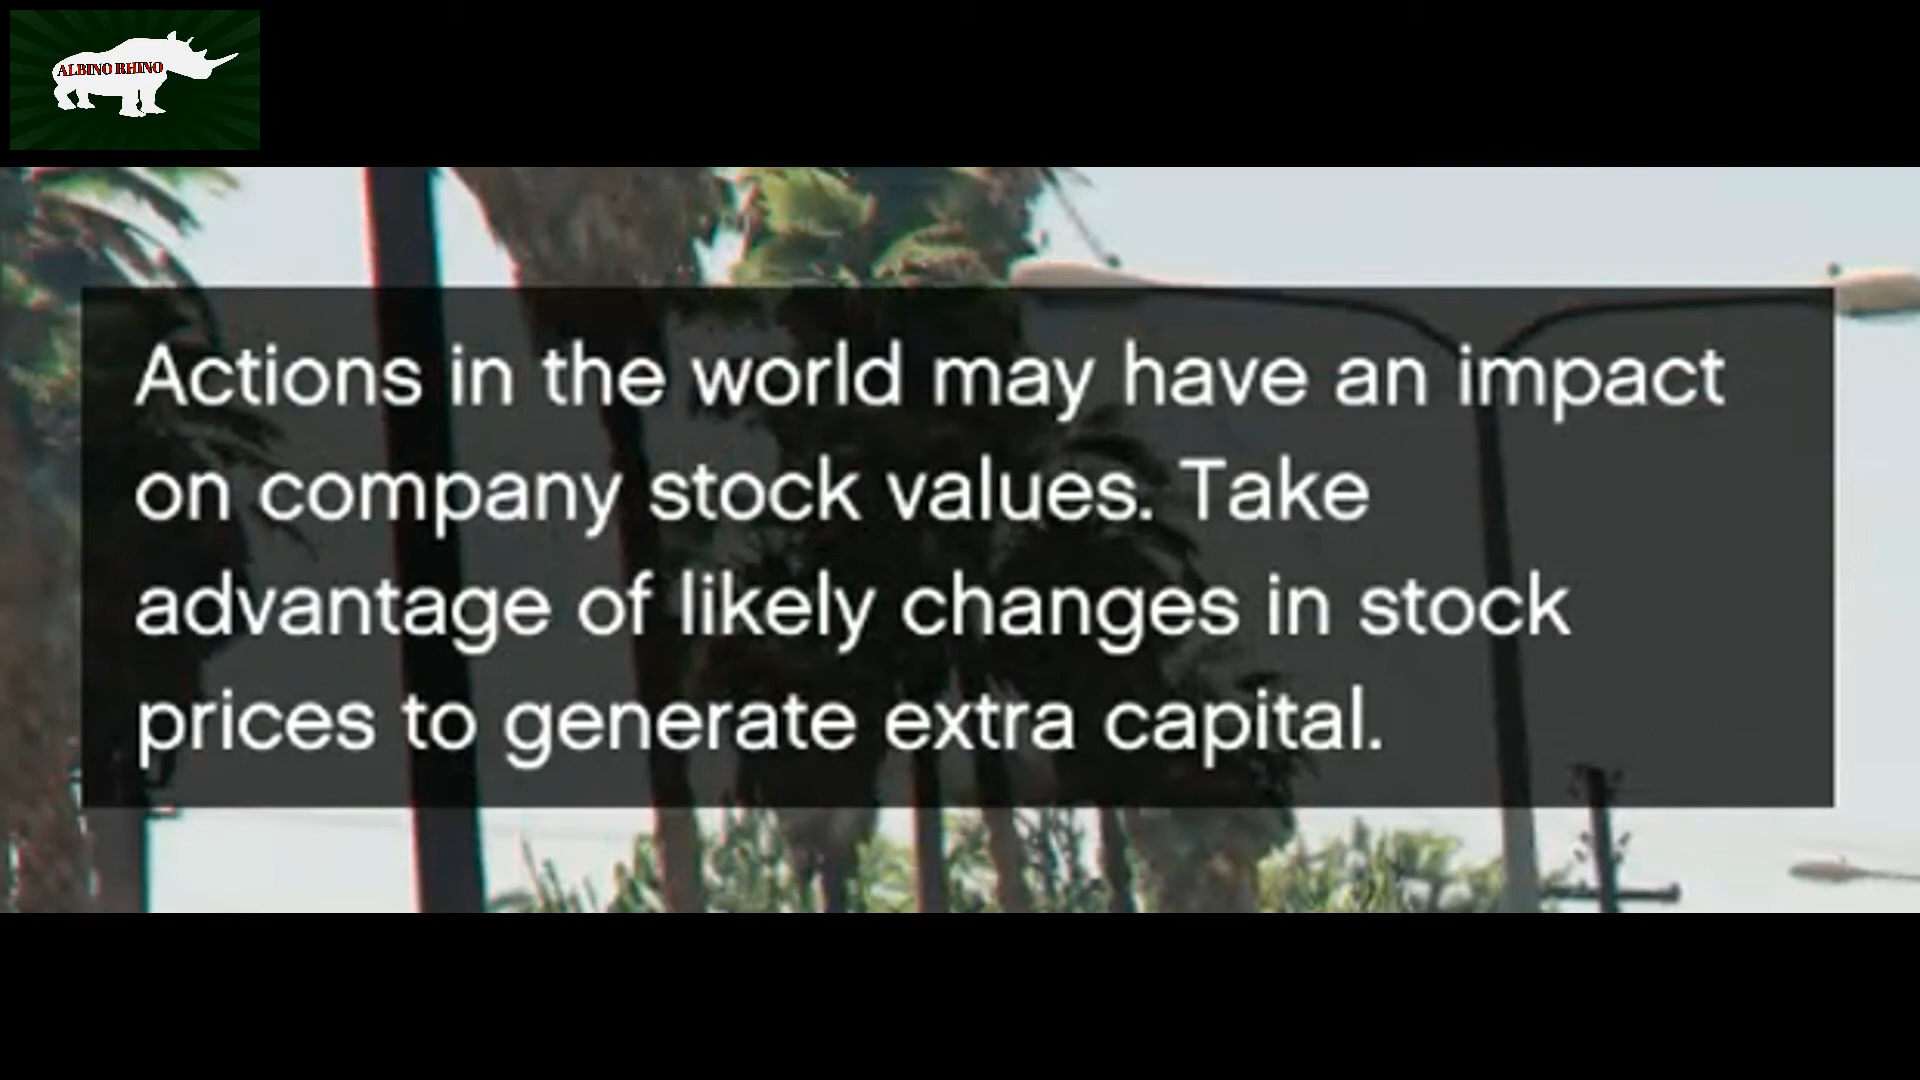 ALBINO RHINO
Actions in the world may have an impact
on company stock values. Take
advantage of likely changes in stock
prices to generate extra capital.